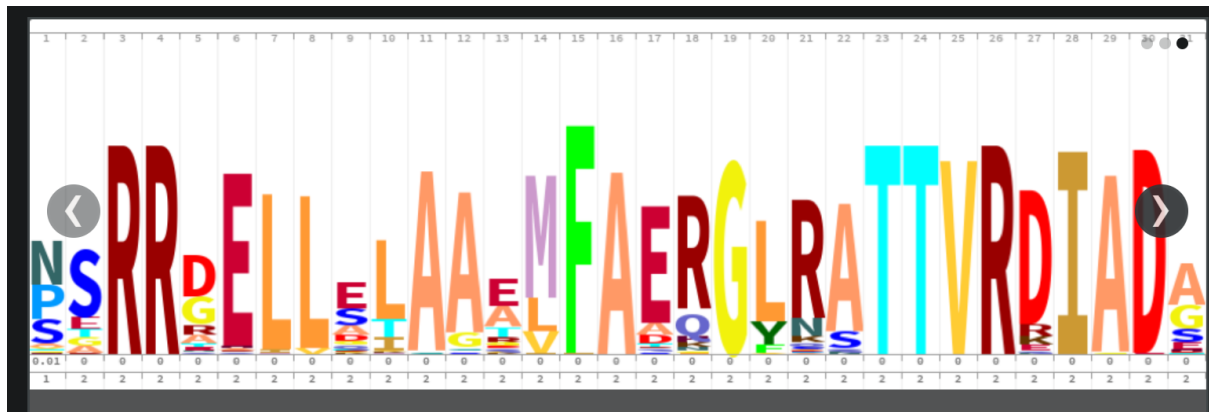 1 2 3 4 5 6 7 8 9 10 11 12 13 14 15 16 17 18 19 20 21 22 23 24 25 26 27 28 29 30 31
N S R R D E L L E L A A E M F A E R G L R A T T V R D I A D A
P E G S T G A L A Q Y N S R G
S T R A I T V D F S
0.01 0 0 0 0 0 0 0 0 0 0 0 0 0 0 0 0 0 0 0 0 0 0 0 0 0 0 0 0 0 0
1 2 2 2 2 2 2 2 2 2 2 2 2 2 2 2 2 2 2 2 2 2 2 2 2 2 2 2 2 2 2